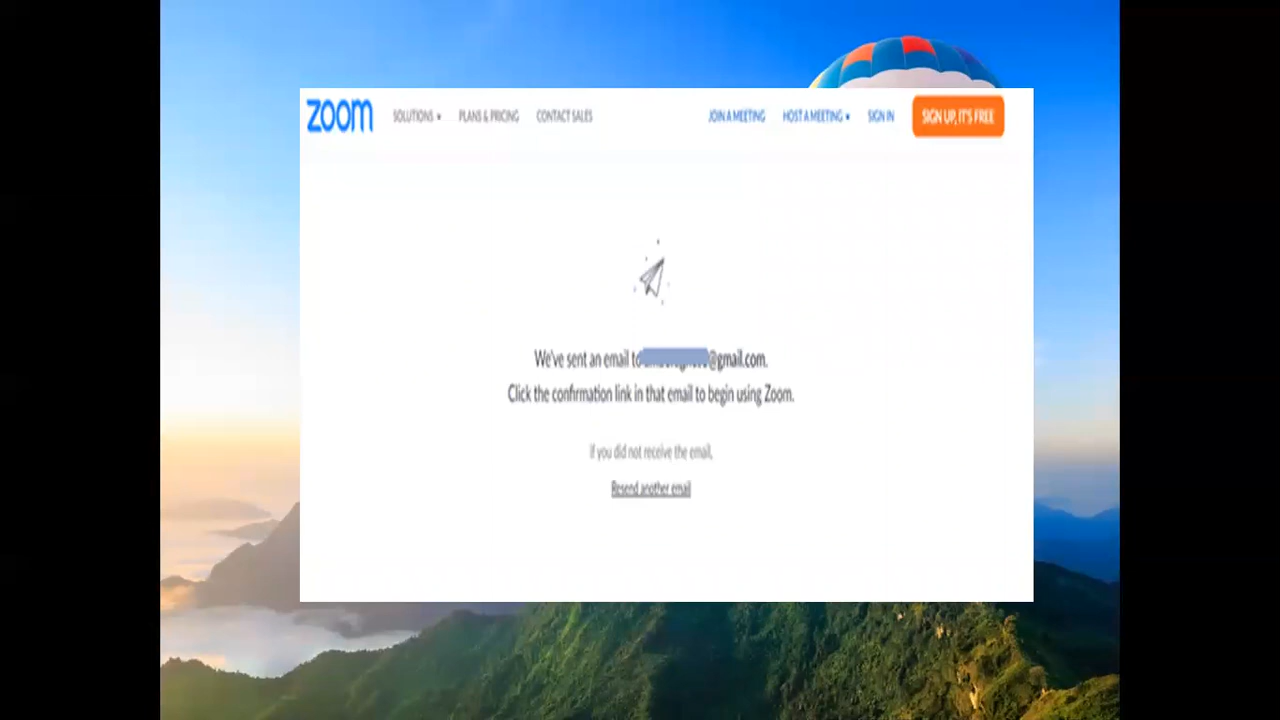 zoom SOLUTIONS PLANS & PRICING CONTACT SALES JOIN A MEETING HOST A MEETING SIGN IN SIGN UP, IT'S FREE
We've sent an email to @gmail.com.
Click the confirmation link in that email to begin using Zoom.
If you did not receive the email,
Resend another email